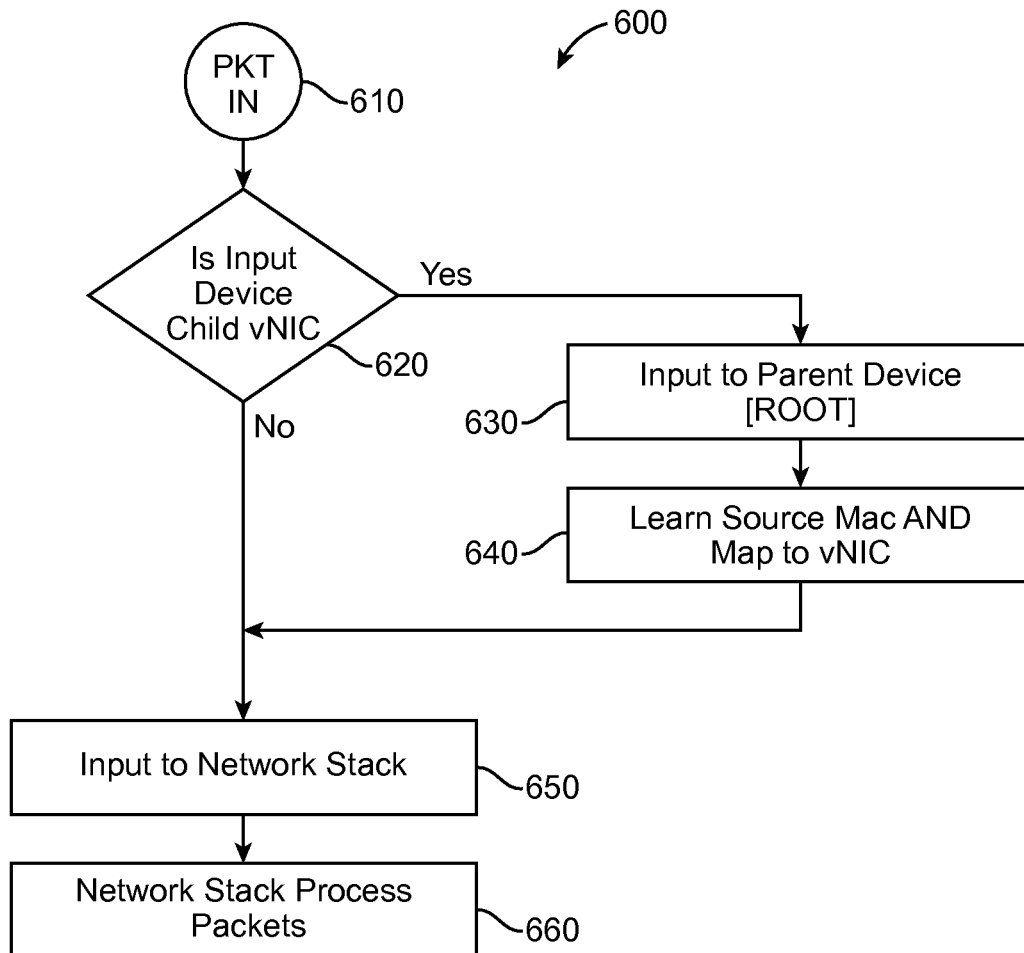 600
PKT
IN
610
Is Input
Device
Child vNIC
Yes
620
No
Input to Parent Device
[ROOT]
630
Learn Source Mac AND
Map to vNIC
640
Input to Network Stack
650
Network Stack Process
Packets
660